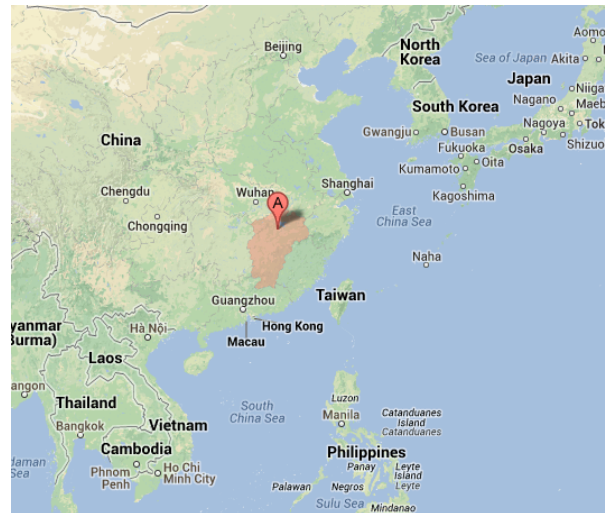 Beijing
North
Korea
Sea of Japan
Aomo
Akita
Japan
Niiga
Nagano
Maeb
South Korea
Nagoya
Tok
Gwangju
Busan
Osaka
Shizuo
Fukuoka
Oita
Kumamoto
Kagoshima
China
Chengdu
Chongqing
Wuhan
Shanghai
A
East
China Sea
Naha
Taiwan
Guangzhou
Hong Kong
Macau
yanmar
Burma)
Hà Nội
Laos
angon
Thailand
Bangkok
Vietnam
Cambodia
Phnom
Penh
Ho Chi
Minh City
daman
Sea
South
China Sea
Luzon
Manila
Catanduanes
Island
Catanduanes
Philippines
Panay
Leyte
Island
Leyte
Palawan
Negros
Sulu Sea
Mindanao